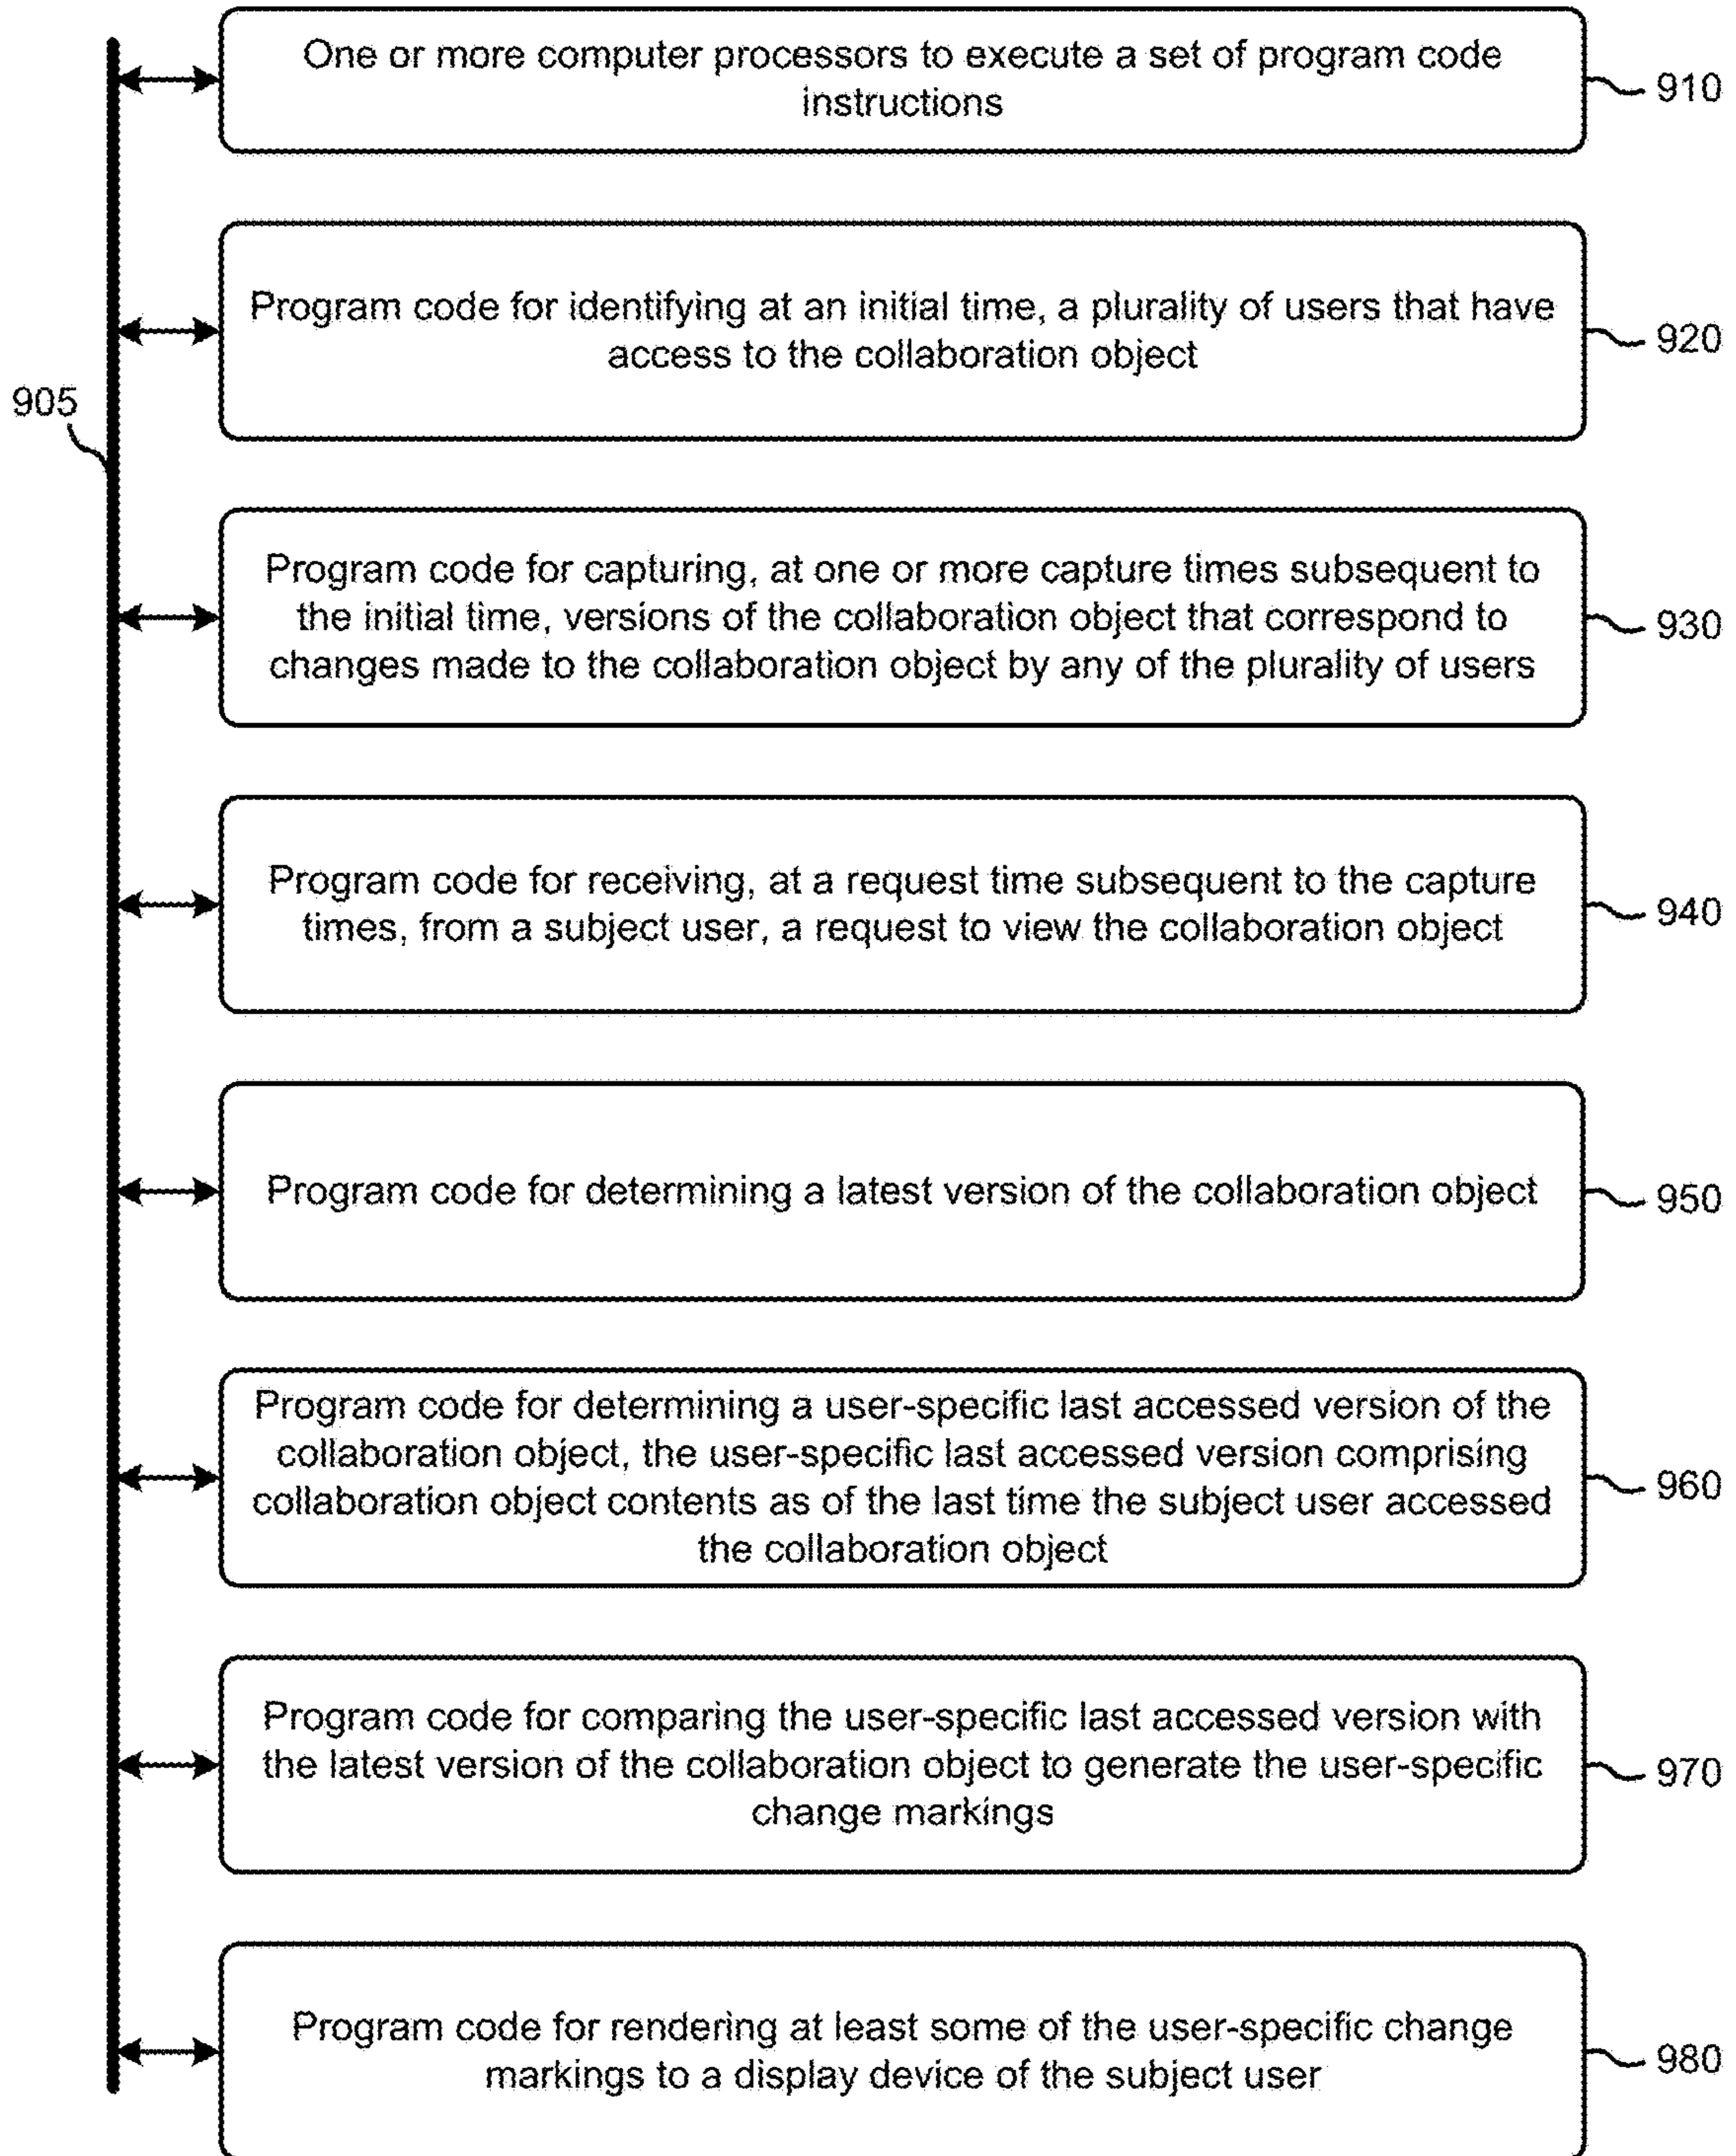 One or more computer processors to execute a set of program code
instructions
910
Program code for identifying at an initial time, a plurality of users that have
access to the collaboration object
920
905
Program code for capturing, at one or more capture times subsequent to
the initial time, versions of the collaboration object that correspond to
changes made to the collaboration object by any of the plurality of users
930
Program code for receiving, at a request time subsequent to the capture
times, from a subject user, a request to view the collaboration object
940
Program code for determining a latest version of the collaboration object
950
Program code for determining a user-specific last accessed version of the
collaboration object, the user-specific last accessed version comprising
collaboration object contents as of the last time the subject user accessed
the collaboration object
960
Program code for comparing the user-specific last accessed version with
the latest version of the collaboration object to generate the user-specific
change markings
970
Program code for rendering at least some of the user-specific change
markings to a display device of the subject user
980